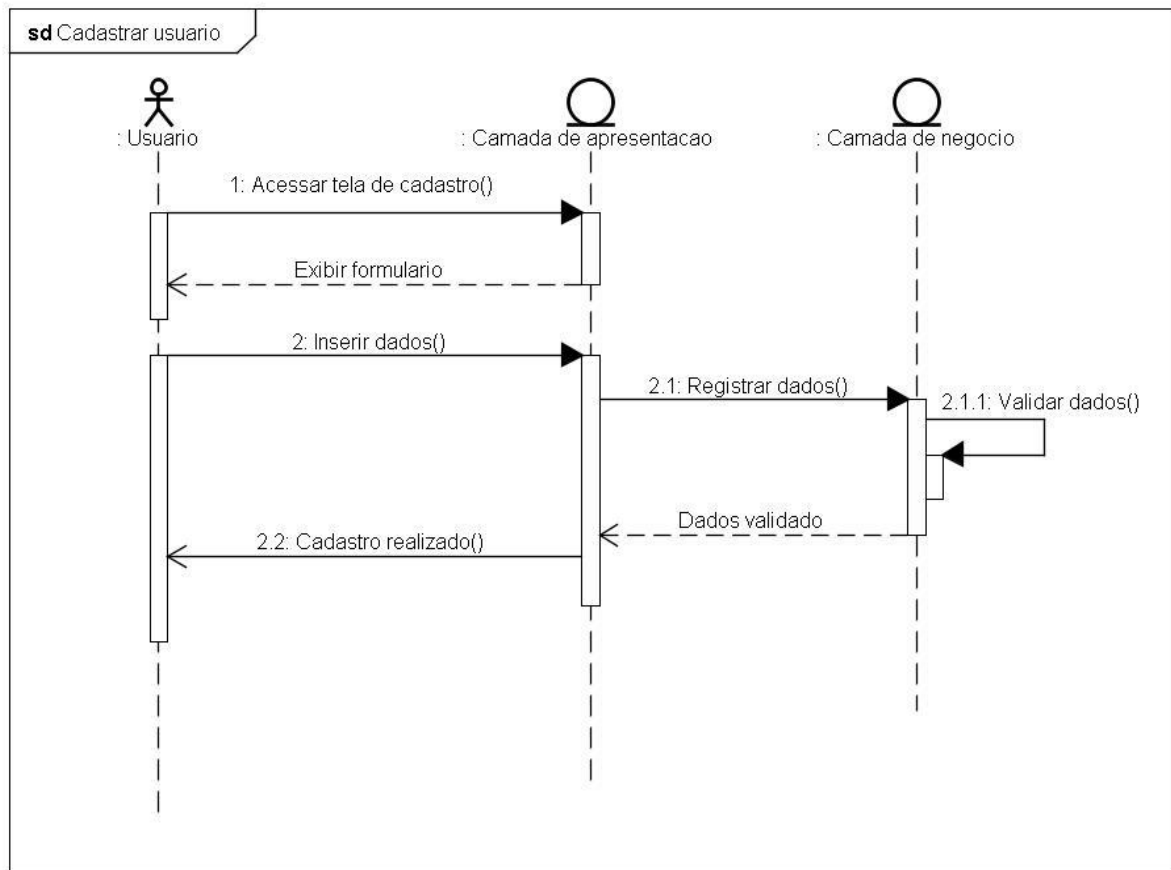 sd Cadastrar usuario
: Usuario
: Camada de apresentacao
: Camada de negocio
1: Acessar tela de cadastro()
Exibir formulario
2: Inserir dados()
2.1: Registrar dados()
2.1.1: Validar dados()
Dados validado
2.2: Cadastro realizado()